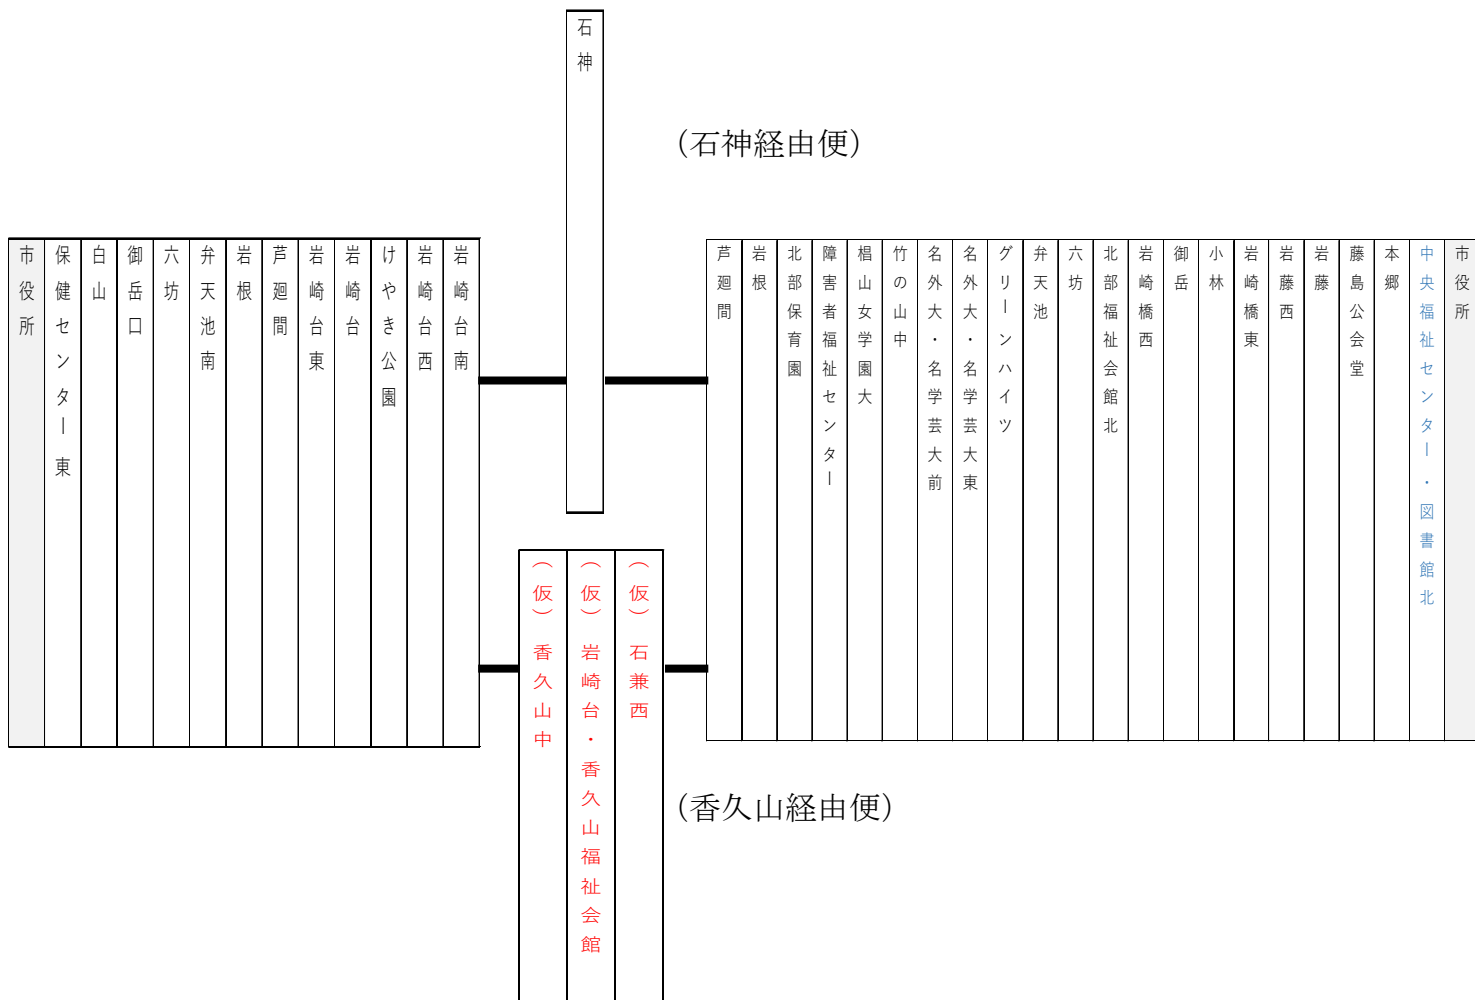 石神
(石神経由便)
市役所
保健センター東
白山
御岳口
六坊
弁天池南
岩根
芦廻間
岩崎台東
岩崎台
けやき公園
岩崎台西
岩崎台南
芦廻間
岩根
北部保育園
障害者福祉センター
椙山女学園大
竹の山中
名外大・名学芸大前
名外大・名学芸大東
グリーンハイツ
弁天池
六坊
北部福祉会館北
岩崎橋西
御岳
小林
岩崎橋東
岩藤西
岩藤
藤島公会堂
本郷
中央福祉センター・図書館北
市役所
(仮)香久山中
(仮)岩崎台・香久山福祉会館
(仮)石兼西
(香久山経由便)